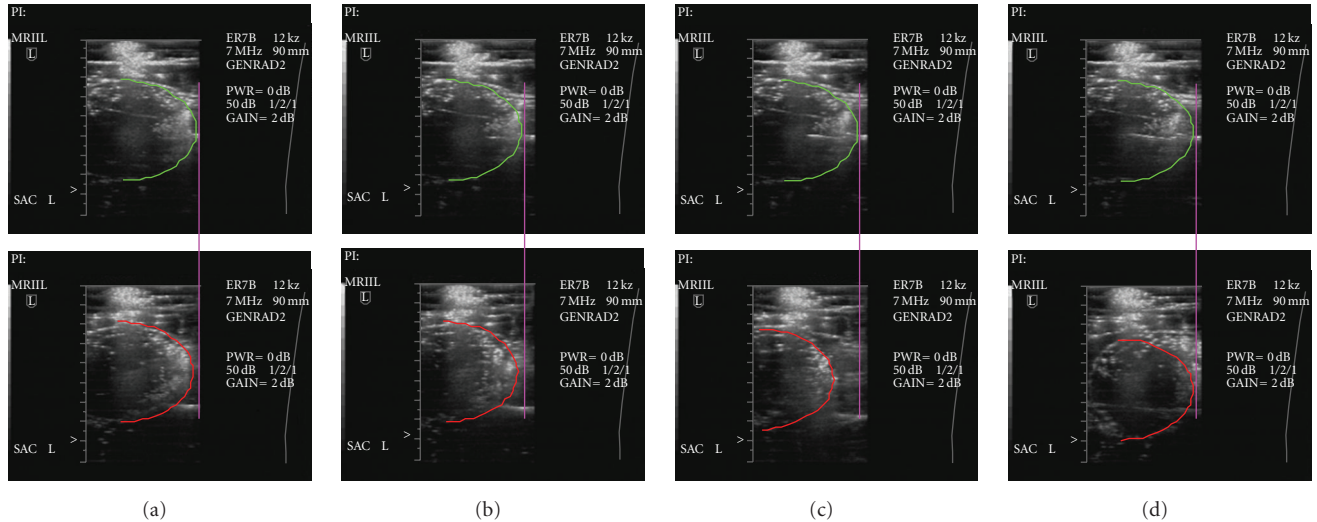 PI:
MRIIL
L
ER7B 12 kz
7 MHz 90 mm
GENRAD2
PWR= 0 dB
50 dB 1/2/1
GAIN= 2 dB
>
SAC L
PI:
MRIIL
L
ER7B 12 kz
7 MHz 90 mm
GENRAD2
PWR= 0 dB
50 dB 1/2/1
GAIN= 2 dB
>
SAC L
PI:
MRIIL
L
ER7B 12 kz
7 MHz 90 mm
GENRAD2
PWR= 0 dB
50 dB 1/2/1
GAIN= 2 dB
>
SAC L
PI:
MRIIL
L
ER7B 12 kz
7 MHz 90 mm
GENRAD2
PWR= 0 dB
50 dB 1/2/1
GAIN= 2 dB
>
SAC L
PI:
MRIIL
L
ER7B 12 kz
7 MHz 90 mm
GENRAD2
PWR= 0 dB
50 dB 1/2/1
GAIN= 2 dB
>
SAC L
PI:
MRIIL
L
ER7B 12 kz
7 MHz 90 mm
GENRAD2
PWR= 0 dB
50 dB 1/2/1
GAIN= 2 dB
>
SAC L
PI:
MRIIL
L
ER7B 12 kz
7 MHz 90 mm
GENRAD2
PWR= 0 dB
50 dB 1/2/1
GAIN= 2 dB
>
SAC L
PI:
MRIIL
L
ER7B 12 kz
7 MHz 90 mm
GENRAD2
PWR= 0 dB
50 dB 1/2/1
GAIN= 2 dB
>
SAC L
(a)
(b)
(c)
(d)